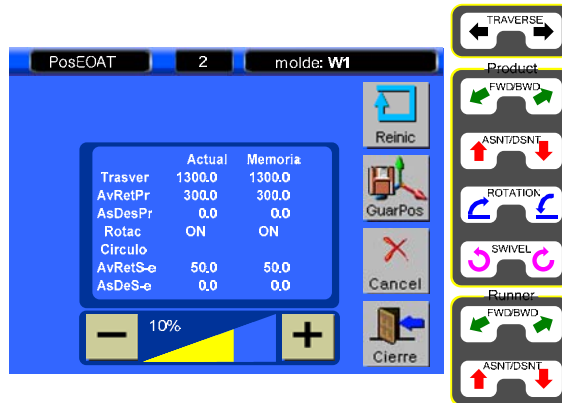 PosEOAT 2 molde: W1
Reinic
Actual Memoria
Trasver 1300.0 1300.0
AvRetPr 300.0 300.0
AsDesPr 0.0 0.0
Rotac ON ON
Circulo
AvRetS-e 50.0 50.0
AsDeS-e 0.0 0.0
GuarPos
Cancel
10%
Cierre
TRAVERSE
Product
FWD/BWD
ASNT/DSNT
ROTATION
SWIVEL
Runner
FWD/BWD
ASNT/DSNT